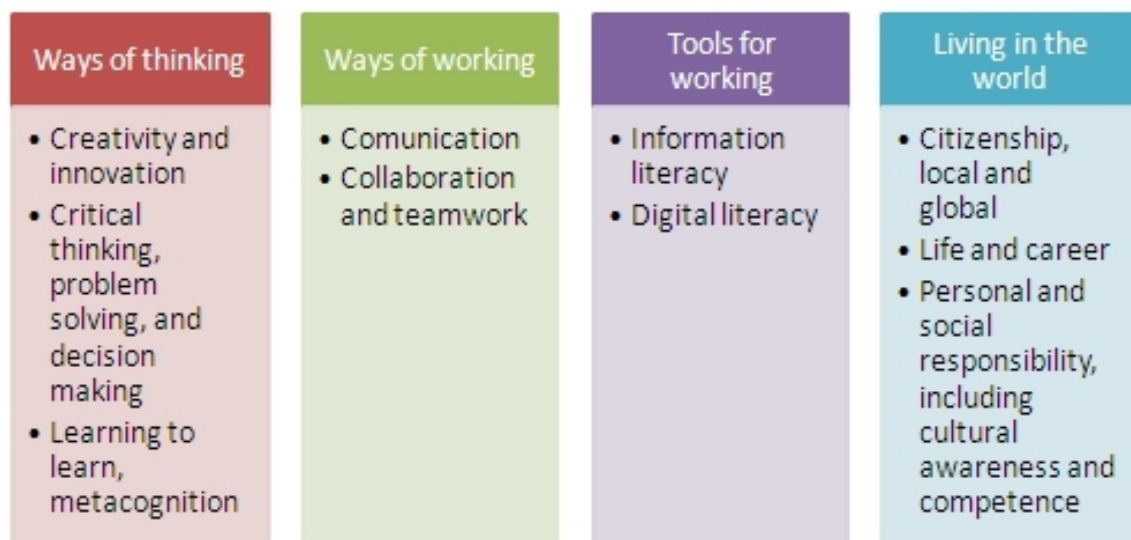 Ways of thinking
• Creativity and
innovation
• Critical
thinking,
problem
solving, and
decision
making
• Learning to
learn,
metacognition
Ways of working
• Comunication
• Collaboration
and teamwork
Tools for
working
• Information
literacy
• Digital literacy
Living in the
world
• Citizenship,
local and
global
• Life and career
• Personal and
social
responsibility,
including
cultural
awareness and
competence